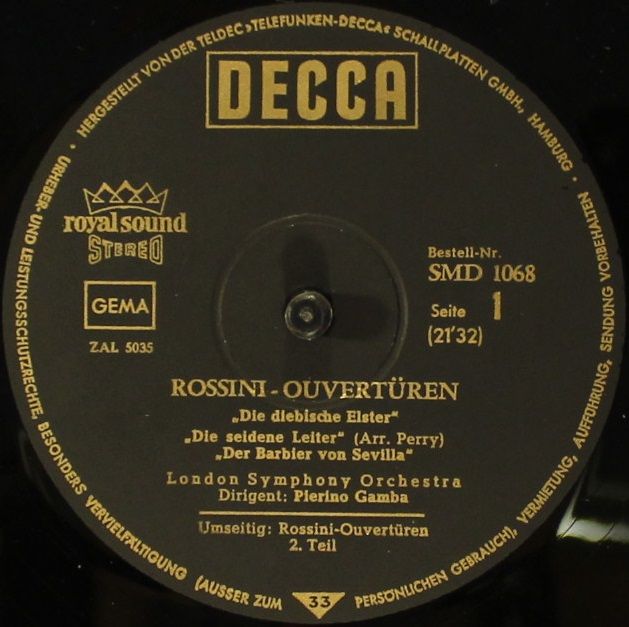 · HERGESTELLT VON DER TELDEC »TELEFUNKEN-DECCA« SCHALLPLATTEN GMBH, HAMBURG ·
DECCA
royal sound
STEREO
GEMA
ZAL 5035
Bestell-Nr.
SMD 1068
Seite 1
(21'32)
ROSSINI-OUVERTÜREN
„Die diebische Elster“
„Die seidene Leiter“ (Arr. Perry)
„Der Barbier von Sevilla“
London Symphony Orchestra
Dirigent: Pierino Gamba
Umseitig: Rossini-Ouvertüren
2. Teil
URHEBER- UND LEISTUNGSSCHUTZRECHTE, BESONDERS VERVIELFÄLTIGUNG (AUSSER ZUM PERSÖNLICHEN GEBRAUCH), VERMIETUNG, AUFFÜHRUNG, SENDUNG VORBEHALTEN
33